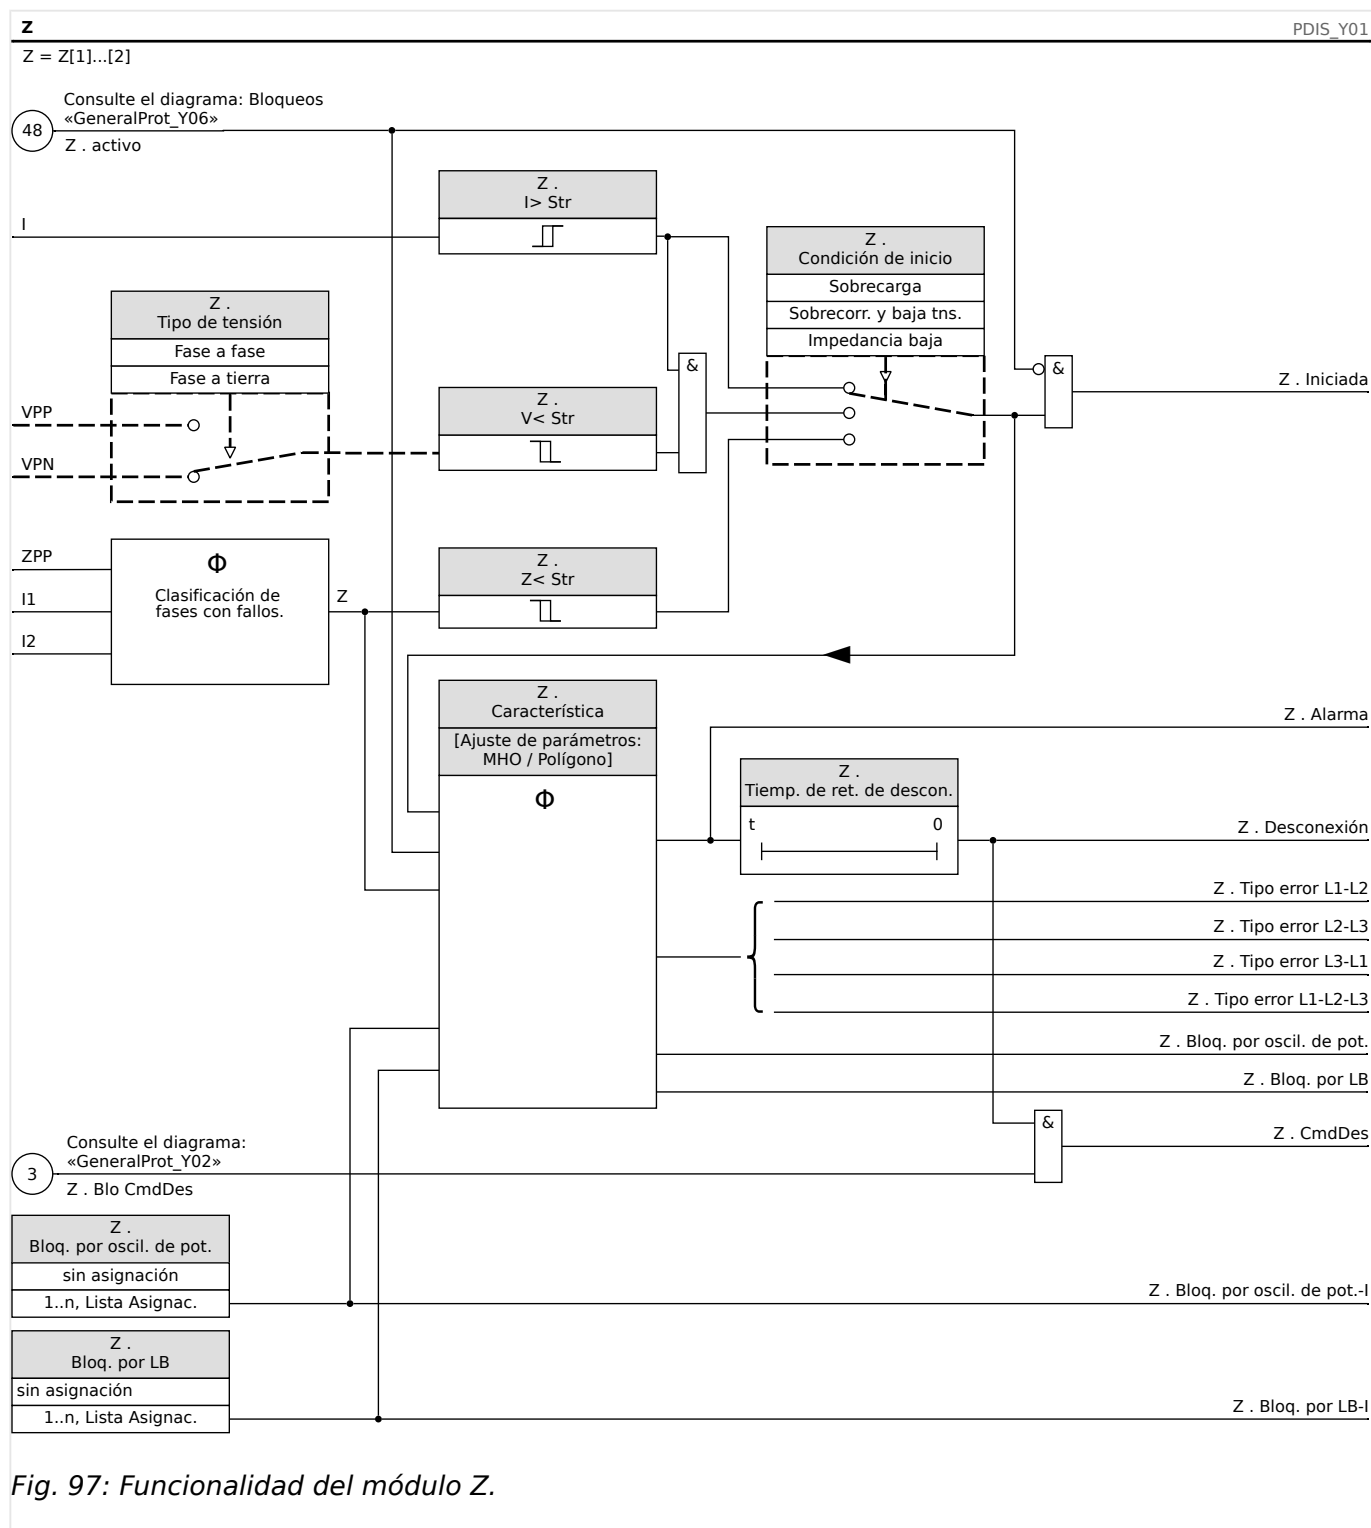 Z
PDIS_Y01
Z = Z[1]...[2]
Consulte el diagrama: Bloqueos
«GeneralProt_Y06»
48
Z . activo
Z .
I> Str
I
Z .
Condición de inicio
Sobrecarga
Sobrecorr. y baja tns.
Impedancia baja
Z .
Tipo de tensión
Fase a fase
Fase a tierra
&
&
Z . Iniciada
VPP
Z .
V< Str
VPN
ZPP
Φ
Clasificación de
fases con fallos.
I1
I2
Z
Z .
Z< Str
Z .
Característica
[Ajuste de parámetros:
MHO / Polígono]
Φ
Z . Alarma
Z .
Tiemp. de ret. de descon.
t
0
Z . Desconexión
Z . Tipo error L1-L2
Z . Tipo error L2-L3
Z . Tipo error L3-L1
Z . Tipo error L1-L2-L3
Z . Bloq. por oscil. de pot.
Z . Bloq. por LB
&
Z . CmdDes
Consulte el diagrama:
«GeneralProt_Y02»
3
Z . Blo CmdDes
Z .
Bloq. por oscil. de pot.
sin asignación
1..n, Lista Asignac.
Z . Bloq. por oscil. de pot.-I
Z .
Bloq. por LB
sin asignación
1..n, Lista Asignac.
Z . Bloq. por LB-I
Fig. 97: Funcionalidad del módulo Z.